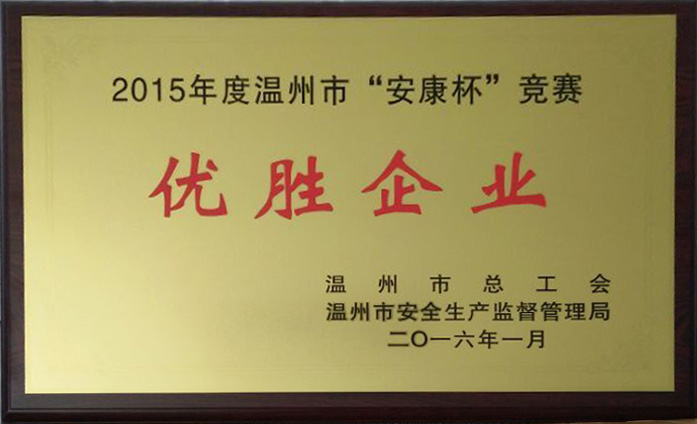 2015年度温州市“安康杯”竞赛
优胜企业
温州市总工会
温州市安全生产监督管理局
二〇一六年一月